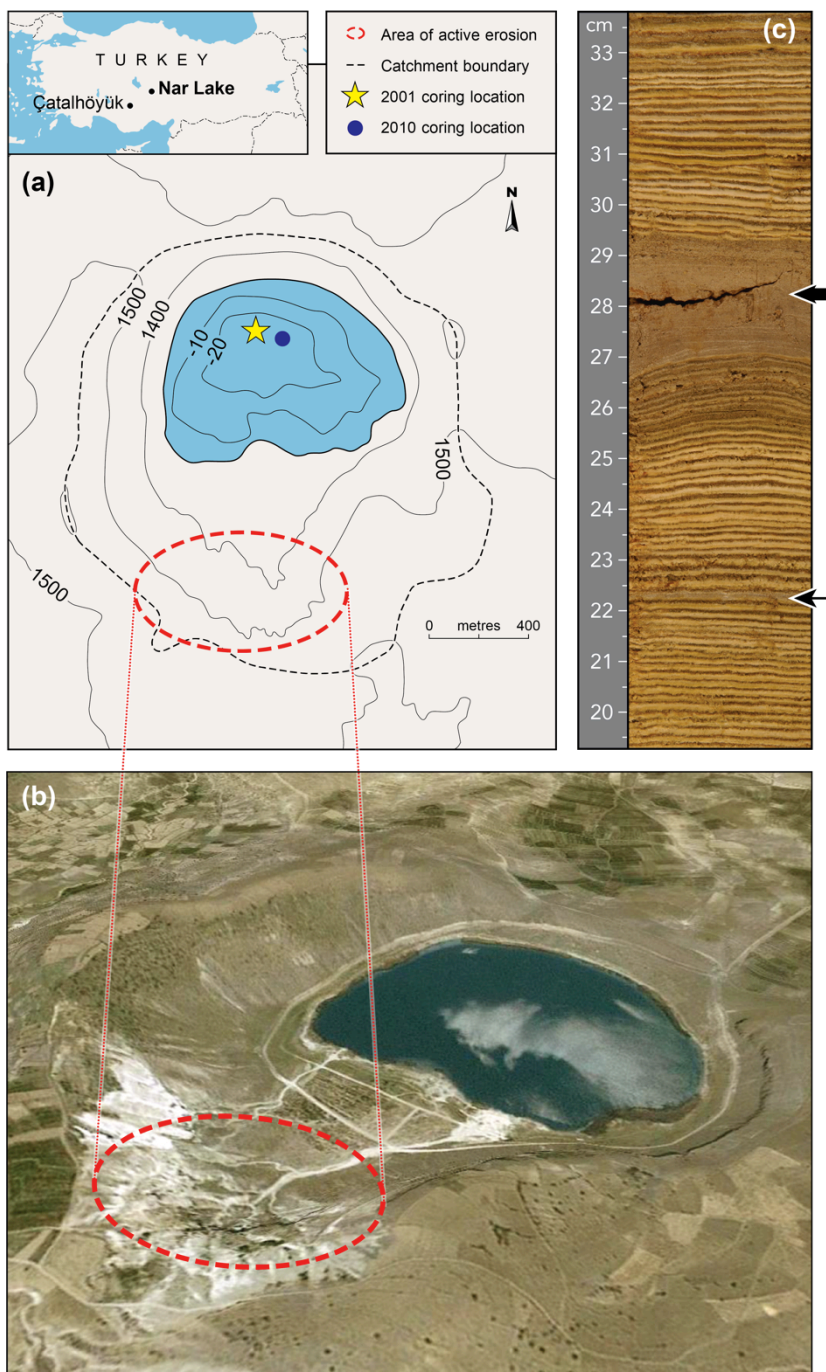 TURKEY
Nar Lake
Çatalhöyük
Area of active erosion
Catchment boundary
2001 coring location
2010 coring location
(a)
N
1500
1400
-10
-20
1500
1500
0 metres 400
(c)
cm
33
32
31
30
29
28
27
26
25
24
23
22
21
20
(b)